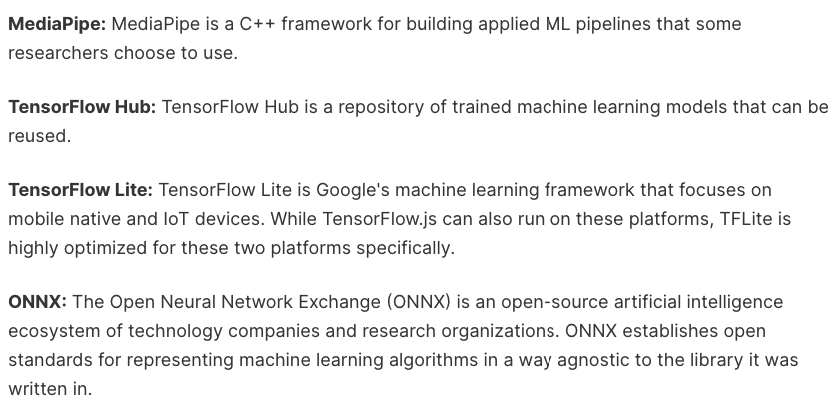 MediaPipe: MediaPipe is a C++ framework for building applied ML pipelines that some
researchers choose to use.
TensorFlow Hub: TensorFlow Hub is a repository of trained machine learning models that can be
reused.
TensorFlow Lite: TensorFlow Lite is Google's machine learning framework that focuses on
mobile native and IoT devices. While TensorFlow.js can also run on these platforms, TFLite is
highly optimized for these two platforms specifically.
ONNX: The Open Neural Network Exchange (ONNX) is an open-source artificial intelligence
ecosystem of technology companies and research organizations. ONNX establishes open
standards for representing machine learning algorithms in a way agnostic to the library it was
written in.